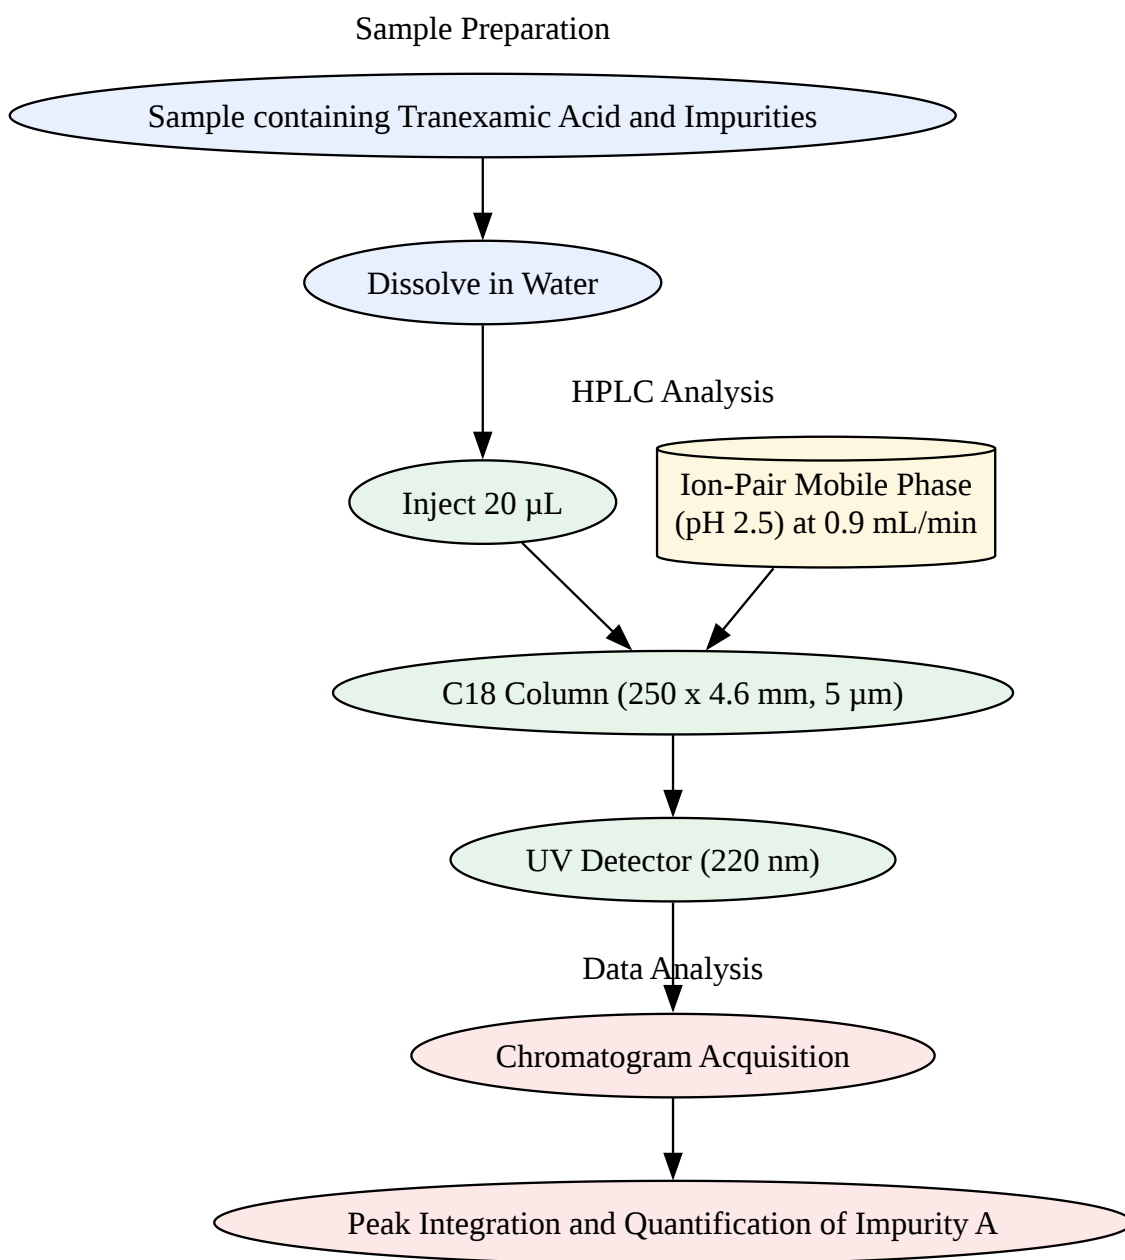 Sample Preparation
Sample containing Tranexamic Acid and Impurities
Dissolve in Water
HPLC Analysis
Inject 20 µL
Ion-Pair Mobile Phase
(pH 2.5) at 0.9 mL/min
C18 Column (250 x 4.6 mm, 5 µm)
UV Detector (220 nm)
Data Analysis
Chromatogram Acquisition
Peak Integration and Quantification of Impurity A